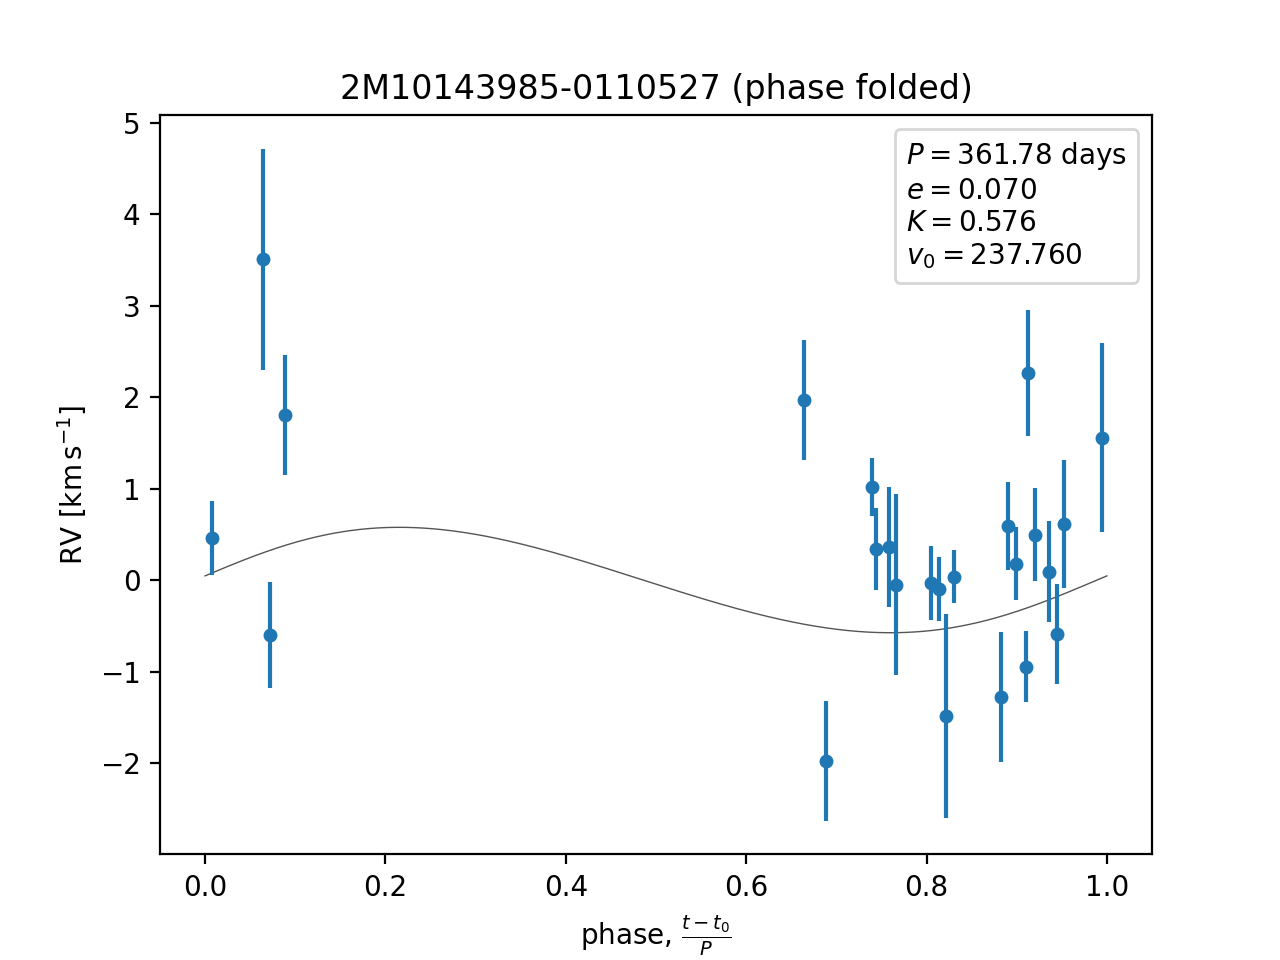 2M10143985-0110527 (phase folded)
P = 361.78 days
e = 0.070
K = 0.576
v₀ = 237.760
RV [km s⁻¹]
5
4
3
2
1
0
−1
−2
0.0 0.2 0.4 0.6 0.8 1.0
phase, (t − t₀)/P